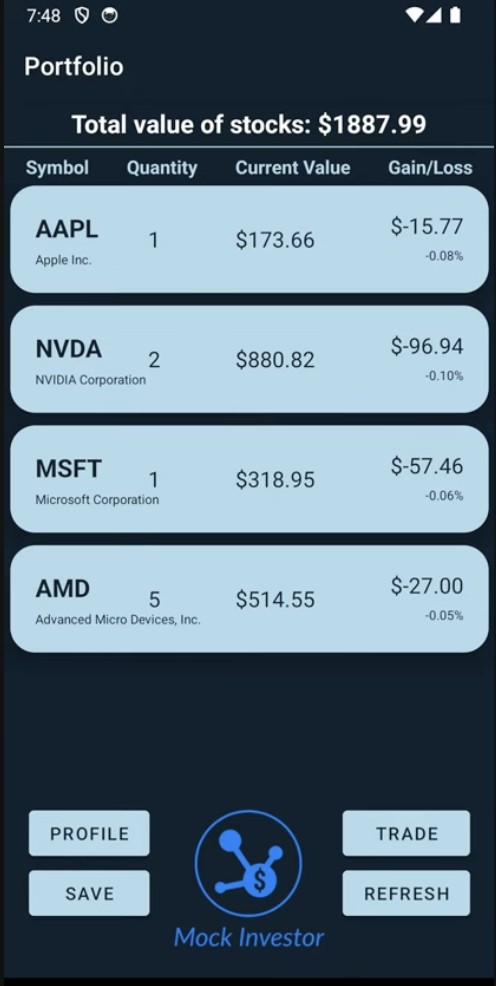 7:48
Portfolio
Total value of stocks: $1887.99
Symbol Quantity Current Value Gain/Loss
AAPL 1 $173.66 $-15.77
Apple Inc. -0.08%
NVDA 2 $880.82 $-96.94
NVIDIA Corporation -0.10%
MSFT 1 $318.95 $-57.46
Microsoft Corporation -0.06%
AMD 5 $514.55 $-27.00
Advanced Micro Devices, Inc. -0.05%
PROFILE TRADE
$
SAVE REFRESH
Mock Investor